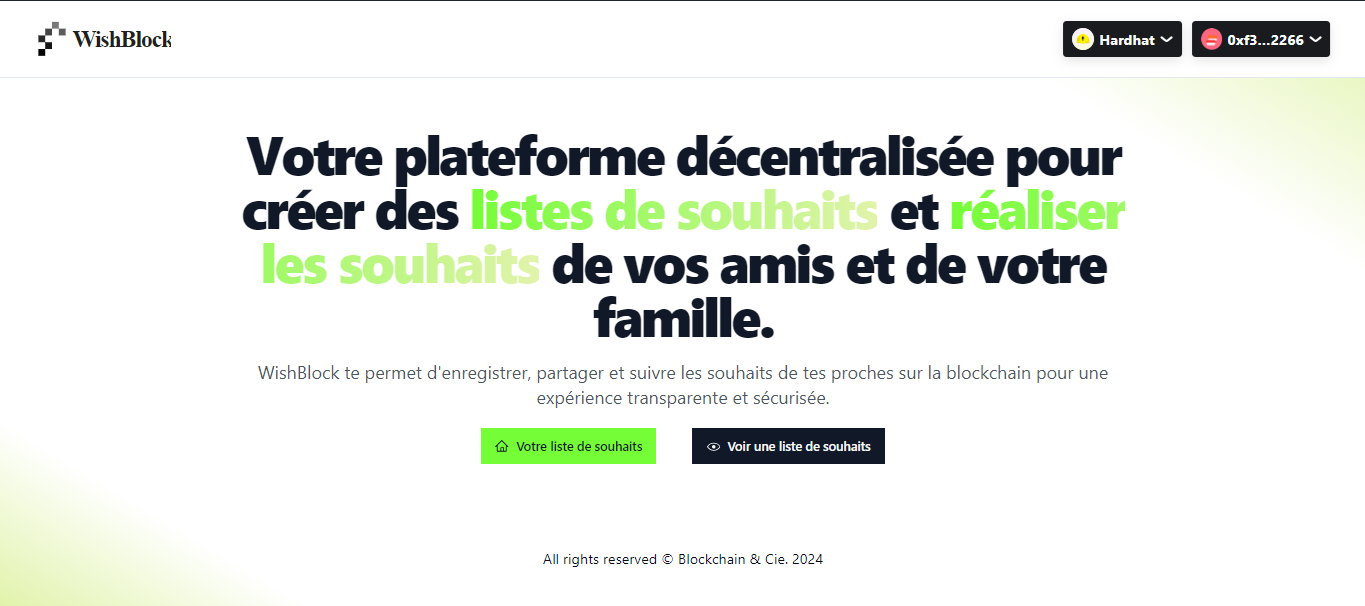 WishBlock
Hardhat
0xf3…2266
Votre plateforme décentralisée pour
créer des listes de souhaits et réaliser
les souhaits de vos amis et de votre
famille.
WishBlock te permet d'enregistrer, partager et suivre les souhaits de tes proches sur la blockchain pour une
expérience transparente et sécurisée.
Votre liste de souhaits
Voir une liste de souhaits
All rights reserved © Blockchain & Cie. 2024